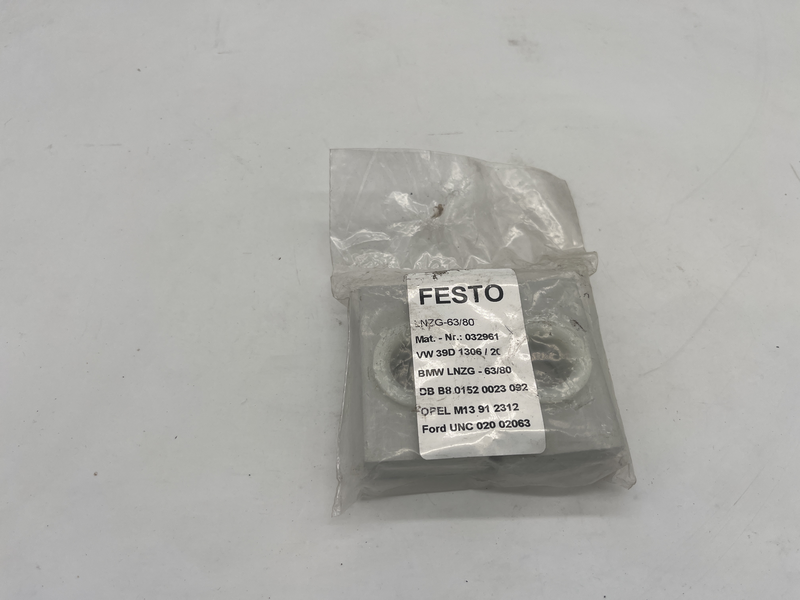 FESTO
LNZG-63/80
Mat. - Nr.: 032961
VW 39D 1306 / 20
BMW LNZG - 63/80
DB B8.0152 0023 092
OPEL M13 91 2312
Ford UNC 020 02063